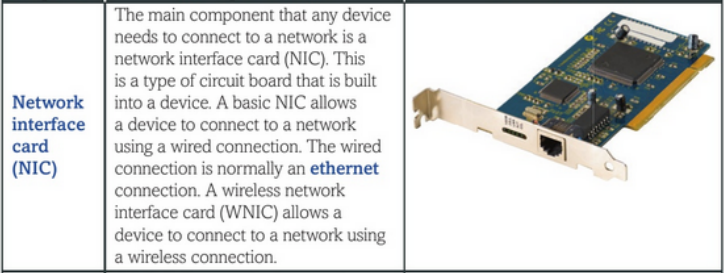 Network
interface
card
(NIC)
The main component that any device
needs to connect to a network is a
network interface card (NIC). This
is a type of circuit board that is built
into a device. A basic NIC allows
a device to connect to a network
using a wired connection. The wired
connection is normally an ethernet
connection. A wireless network
interface card (WNIC) allows a
device to connect to a network using
a wireless connection.